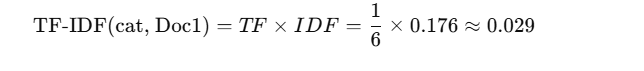 TF-IDF(cat, Doc1) = TF × IDF = 1/6 × 0.176 ≈ 0.029